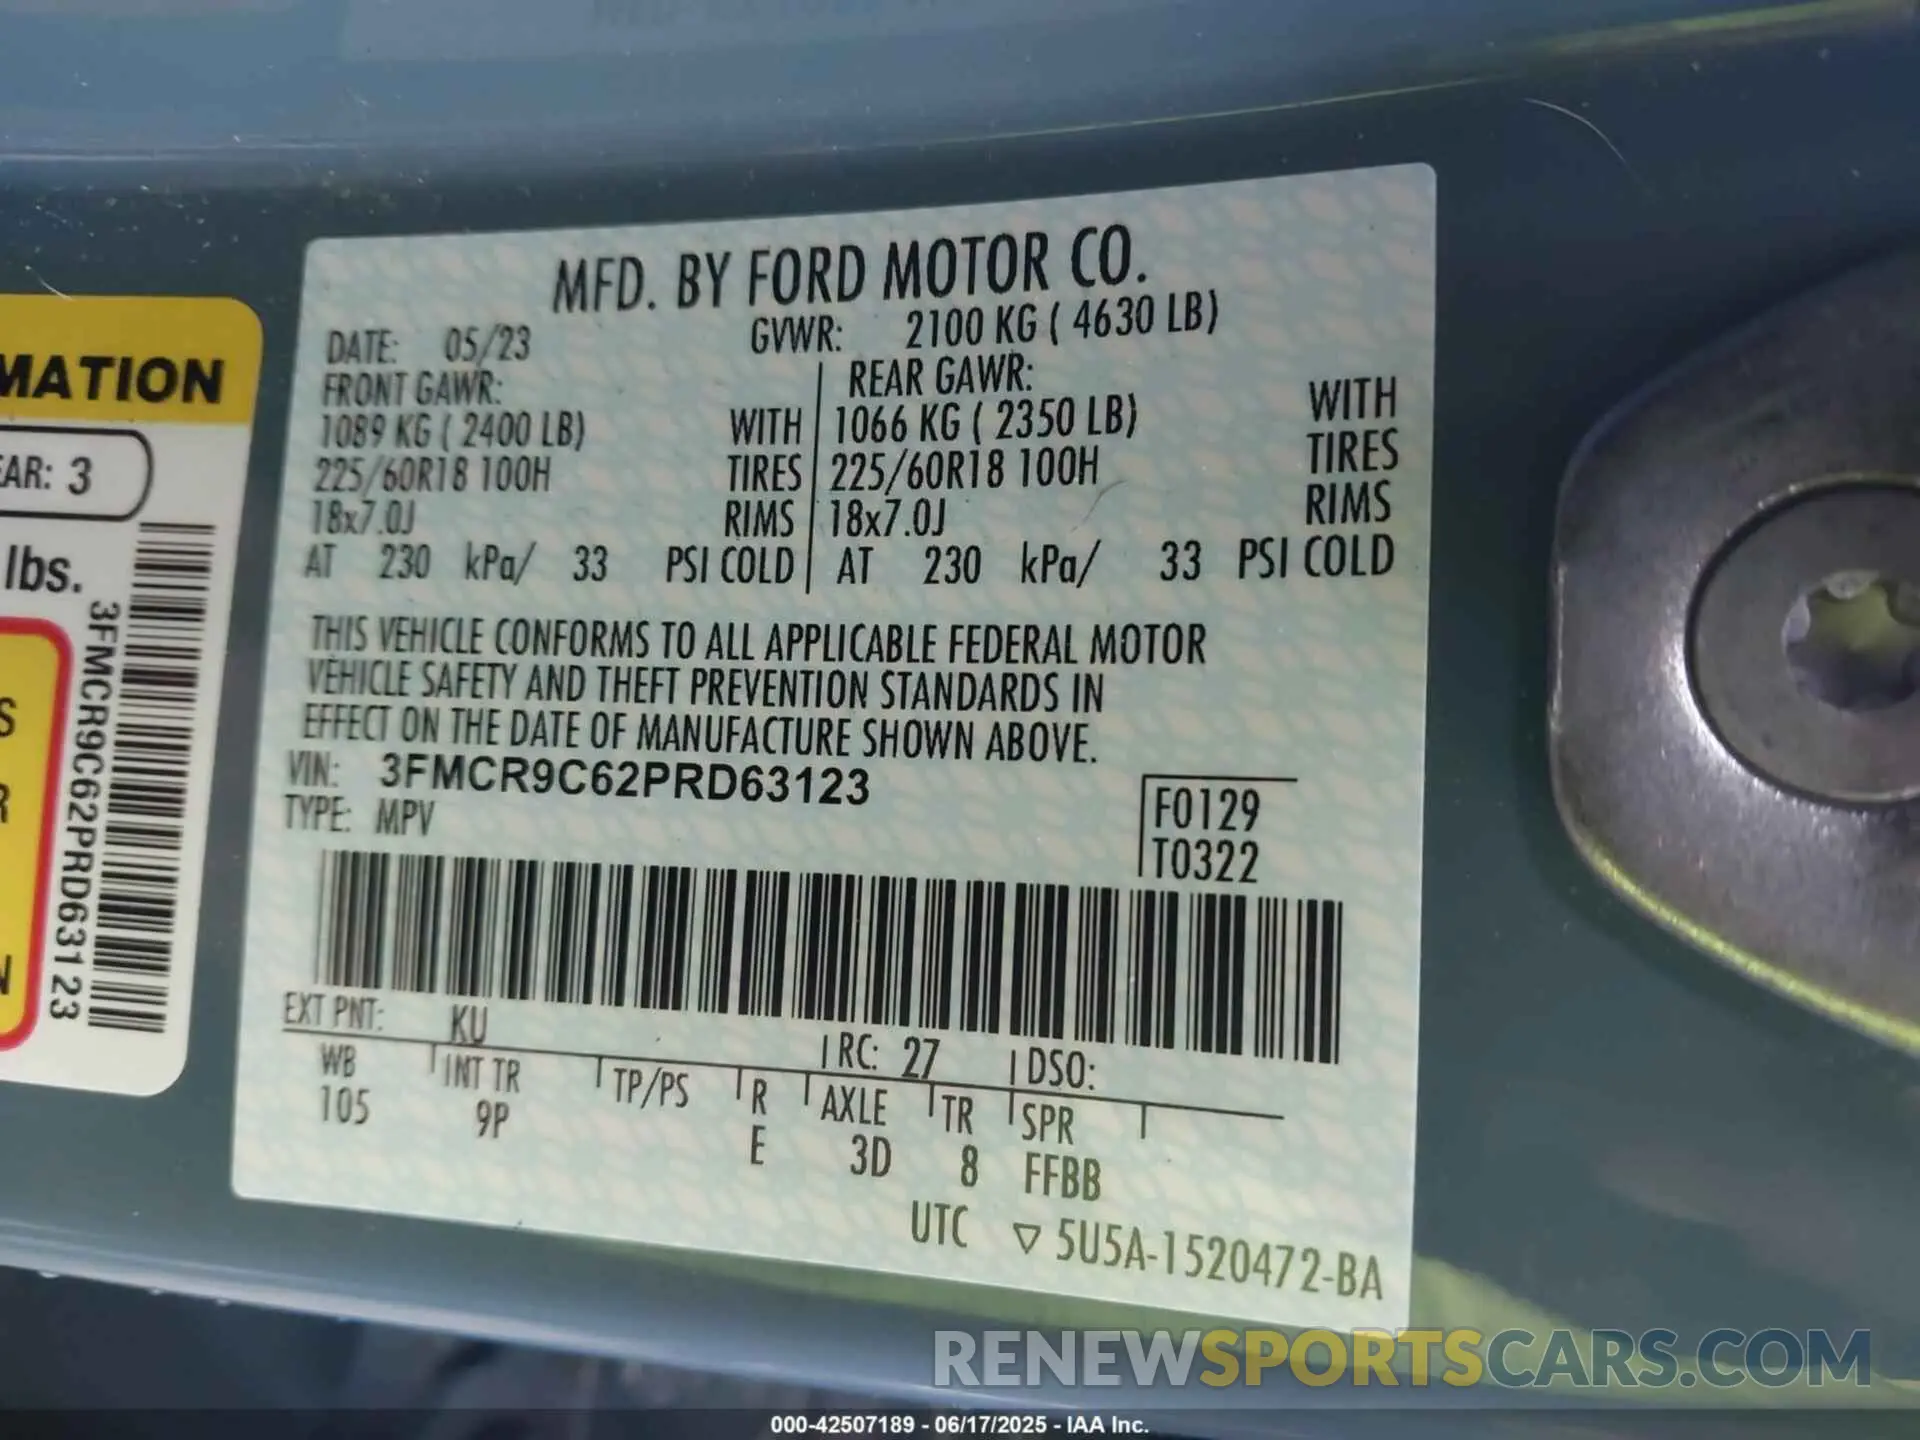 MFD. BY FORD MOTOR CO.
DATE: 05/23 GVWR: 2100 KG ( 4630 LB)
FRONT GAWR: REAR GAWR:
1089 KG ( 2400 LB) WITH 1066 KG ( 2350 LB) WITH
225/60R18 100H TIRES 225/60R18 100H TIRES
18x7.0J RIMS 18x7.0J RIMS
AT 230 kPa/ 33 PSI COLD AT 230 kPa/ 33 PSI COLD
THIS VEHICLE CONFORMS TO ALL APPLICABLE FEDERAL MOTOR
VEHICLE SAFETY AND THEFT PREVENTION STANDARDS IN
EFFECT ON THE DATE OF MANUFACTURE SHOWN ABOVE.
VIN: 3FMCR9C62PRD63123
TYPE: MPV
F0129
T0322
EXT PNT: KU RC: 27 DSO:
WB INT TR TP/PS R AXLE TR SPR
105 9P E 3D 8 FFBB
UTC ▽ 5U5A-1520472-BA
MATION
EAR: 3
lbs.
3FMCR9C62PRD63123
S
R
N
RENEWSPORTSCARS.COM
000-42507189 - 06/17/2025 - IAA Inc.